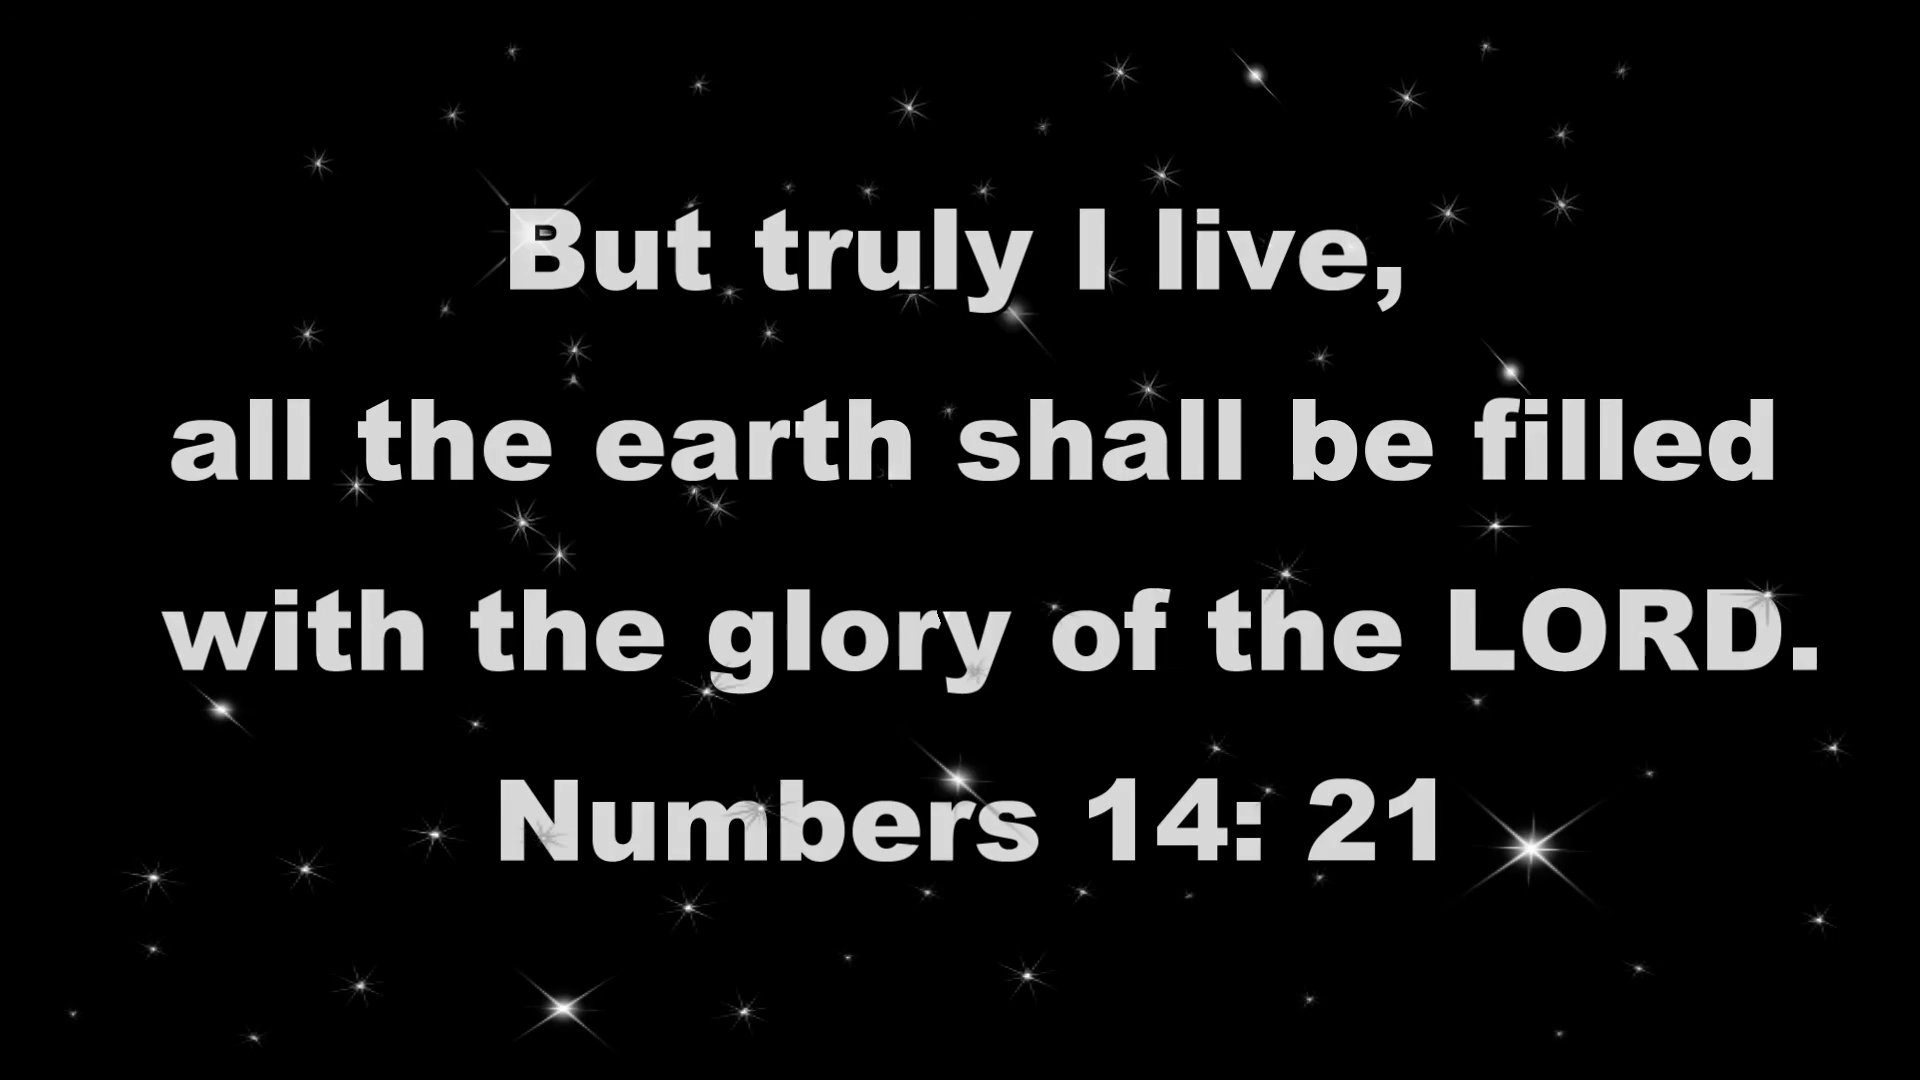 But truly I live,
all the earth shall be filled
with the glory of the LORD.
Numbers 14: 21